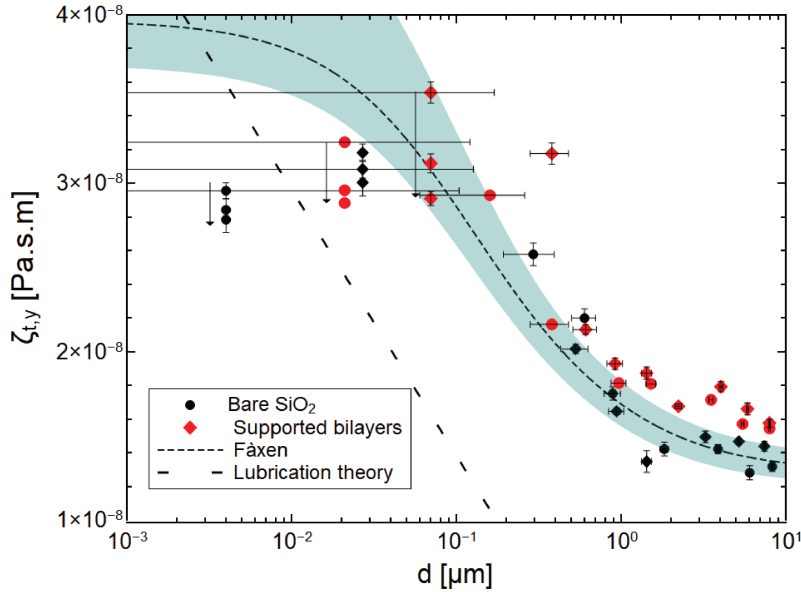 4×10⁻⁸
3×10⁻⁸
2×10⁻⁸
1×10⁻⁸
ζt,y [Pa.s.m]
Bare SiO₂
Supported bilayers
Fàxen
Lubrication theory
10⁻³
10⁻²
10⁻¹
10⁰
10¹
d [μm]